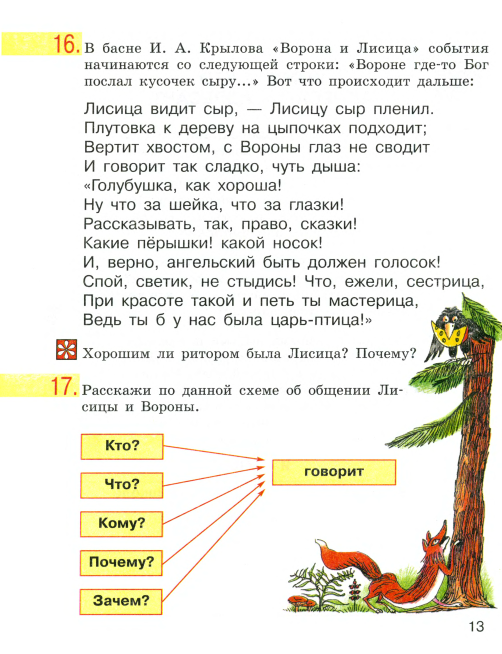 16. В басне И. А. Крылова «Ворона и Лисица» события
начинаются со следующей строки: «Вороне где-то Бог
послал кусочек сыру...» Вот что происходит дальше:
Лисица видит сыр, — Лисицу сыр пленил.
Плутовка к дереву на цыпочках подходит;
Вертит хвостом, с Вороны глаз не сводит
И говорит так сладко, чуть дыша:
«Голубушка, как хороша!
Ну что за шейка, что за глазки!
Рассказывать, так, право, сказки!
Какие пёрышки! какой носок!
И, верно, ангельский быть должен голосок!
Спой, светик, не стыдись! Что, ежели, сестрица,
При красоте такой и петь ты мастерица,
Ведь ты б у нас была царь-птица!»
Хорошим ли ритором была Лисица? Почему?
17. Расскажи по данной схеме об общении Ли-
сицы и Вороны.
Кто?
говорит
Что?
Кому?
Почему?
Зачем?
13